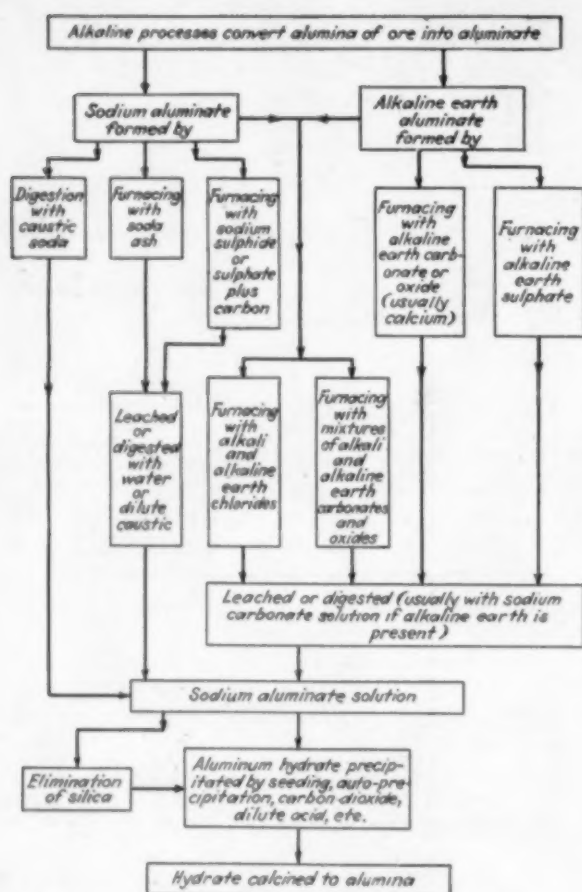 Alkaline processes convert alumina of ore into aluminate
Sodium aluminate
formed by
Alkaline earth
aluminate
formed by
Digestion
with
caustic
soda
Furnacing
with
soda
ash
Furnacing
with
sodium
sulphide
or
sulphate
plus
carbon
Furnacing
with alkaline
earth carb-
onate or
oxide
(usually
calcium)
Furnacing
with
alkaline
earth
sulphate
Leached
or
digested
with
water
or
dilute
caustic
Furnacing
with
alkali
and
alkaline
earth
chlorides
Furnacing
with
mixtures
of alkali
and
alkaline
earth
carbonates
and
oxides
Leached or digested (usually with sodium
carbonate solution if alkaline earth is
present)
Sodium aluminate solution
Elimination
of silica
Aluminum hydrate precip-
itated by seeding, auto-pre-
cipitation, carbon-dioxide,
dilute acid, etc.
Hydrate calcined to alumina